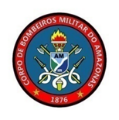 CORPO DE BOMBEIROS MILITAR DO AMAZONAS
AM
1876